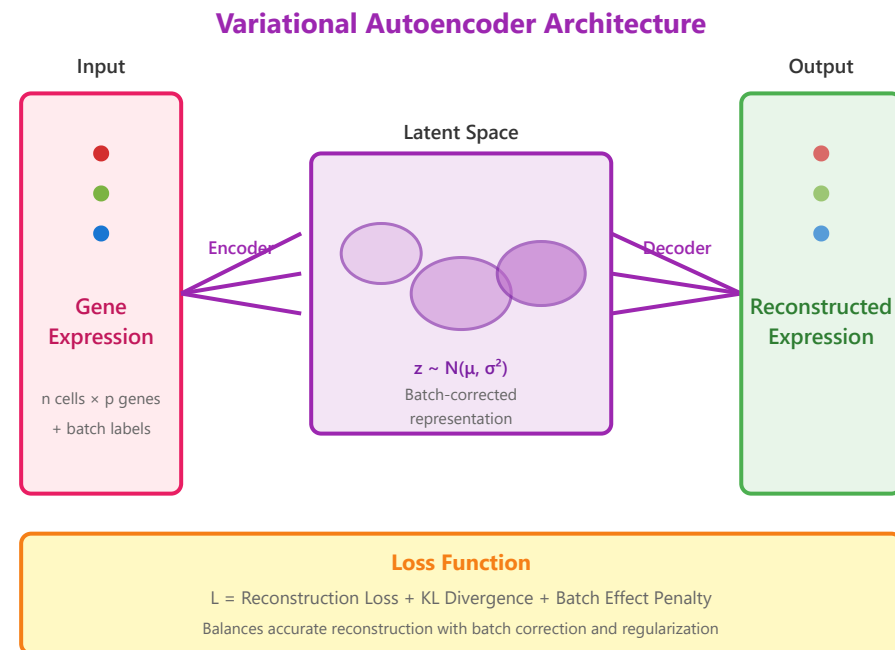 Variational Autoencoder Architecture
Input
Output
Latent Space
Encoder
Decoder
Gene
Expression
n cells × p genes
+ batch labels
z ~ N(μ, σ²)
Batch-corrected
representation
Reconstructed
Expression
Loss Function
L = Reconstruction Loss + KL Divergence + Batch Effect Penalty
Balances accurate reconstruction with batch correction and regularization